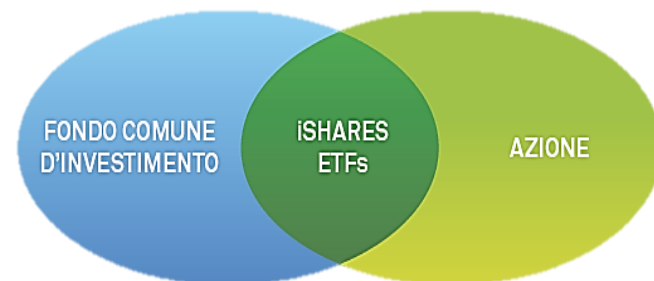 FONDO COMUNE
D'INVESTIMENTO
iSHARES
ETFs
AZIONE